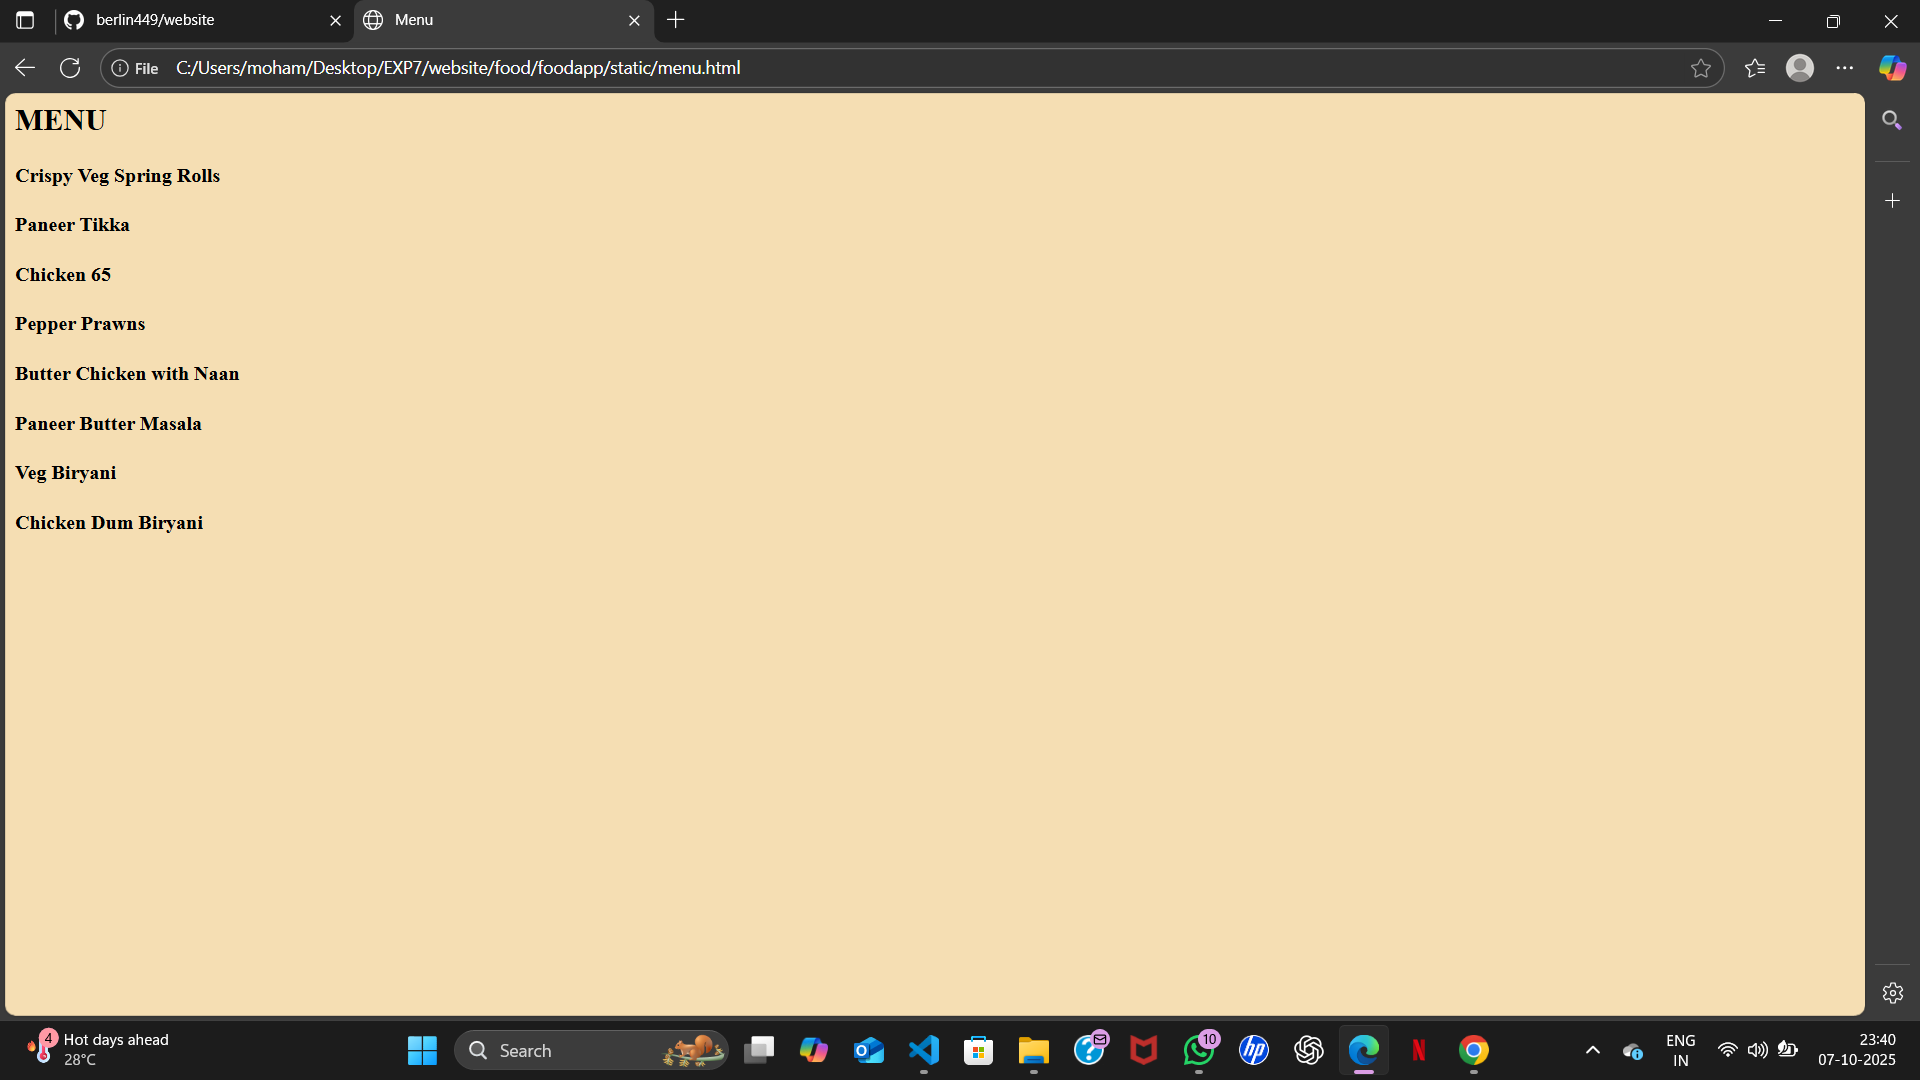 berlin449/website
Menu
File C:/Users/moham/Desktop/EXP7/website/food/foodapp/static/menu.html
MENU
Crispy Veg Spring Rolls
Paneer Tikka
Chicken 65
Pepper Prawns
Butter Chicken with Naan
Paneer Butter Masala
Veg Biryani
Chicken Dum Biryani
4
Hot days ahead
28°C
Search
O
10
hp
N
ENG
IN
23:40
07-10-2025